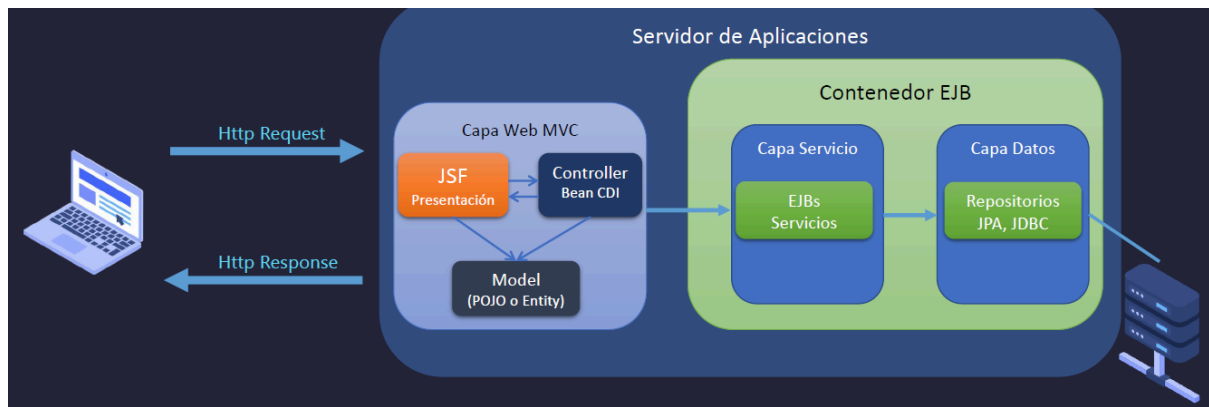 Servidor de Aplicaciones
Http Request
Http Response
Capa Web MVC
JSF
Presentación
Controller
Bean CDI
Model
(POJO o Entity)
Contenedor EJB
Capa Servicio
EJBs
Servicios
Capa Datos
Repositorios
JPA, JDBC